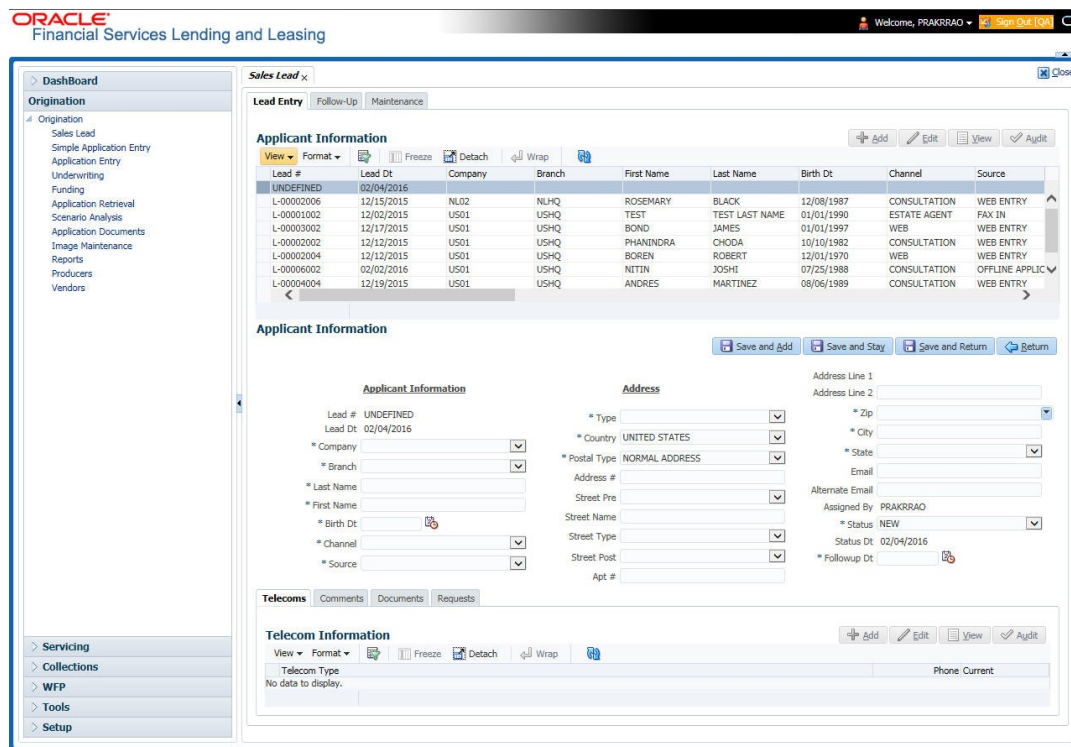 ORACLE'
Financial Services Lending and Leasing
Welcome, PRAKRRAO
Sign Out [QA]
DashBoard
Origination
Origination
Sales Lead
Simple Application Entry
Application Entry
Underwriting
Funding
Application Retrieval
Scenario Analysis
Application Documents
Image Maintenance
Reports
Producers
Vendors
Servicing
Collections
WFP
Tools
Setup
Sales Lead x
Close
Lead Entry Follow-Up Maintenance
Applicant Information
Add Edit View Audit
View Format Freeze Detach Wrap
Lead # Lead Dt Company Branch First Name Last Name Birth Dt Channel Source
UNDEFINED 02/04/2016
L-00002006 12/15/2015 NL02 NLHQ ROSEMARY BLACK 12/08/1987 CONSULTATION WEB ENTRY
L-00001002 12/02/2015 US01 USHQ TEST TEST LAST NAME 01/01/1990 ESTATE AGENT FAX IN
L-00003002 12/17/2015 US01 USHQ BOND JAMES 01/01/1997 WEB WEB ENTRY
L-00002002 12/12/2015 US01 USHQ PHANINDRA CHODA 10/10/1982 CONSULTATION WEB ENTRY
L-00002004 12/12/2015 US01 USHQ BOREN ROBERT 12/01/1970 WEB WEB ENTRY
L-00006002 02/02/2016 US01 USHQ NITIN JOSHI 07/25/1988 CONSULTATION OFFLINE APPLIC
L-00004004 12/19/2015 US01 USHQ ANDRES MARTINEZ 08/06/1989 CONSULTATION WEB ENTRY
Applicant Information
Save and Add Save and Stay Save and Return Return
Applicant Information
Lead # UNDEFINED
Lead Dt 02/04/2016
* Company
* Branch
* Last Name
* First Name
* Birth Dt
* Channel
* Source
Address
* Type
* Country UNITED STATES
* Postal Type NORMAL ADDRESS
Address #
Street Pre
Street Name
Street Type
Street Post
Apt #
Address Line 1
Address Line 2
* Zip
* City
* State
Email
Alternate Email
Assigned By PRAKRRAO
* Status NEW
Status Dt 02/04/2016
* Followup Dt
Telecoms Comments Documents Requests
Telecom Information
Add Edit View Audit
View Format Freeze Detach Wrap
Telecom Type Phone Current
No data to display.